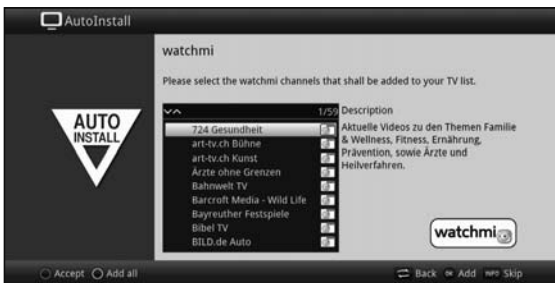 AutoInstall
watchmi
Please select the watchmi channels that shall be added to your TV list.
AUTO
INSTALL
1/59
724 Gesundheit
art-tv.ch Bühne
art-tv.ch Kunst
Ärzte ohne Grenzen
Bahnwelt TV
Barcroft Media - Wild Life
Bayreuther Festspiele
Bibel TV
BILD.de Auto
Description
Aktuelle Videos zu den Themen Familie
& Wellness, Fitness, Ernährung,
Prävention, sowie Ärzte und
Heilverfahren.
watchmi
Accept Add all
Back OK Add INFO Skip